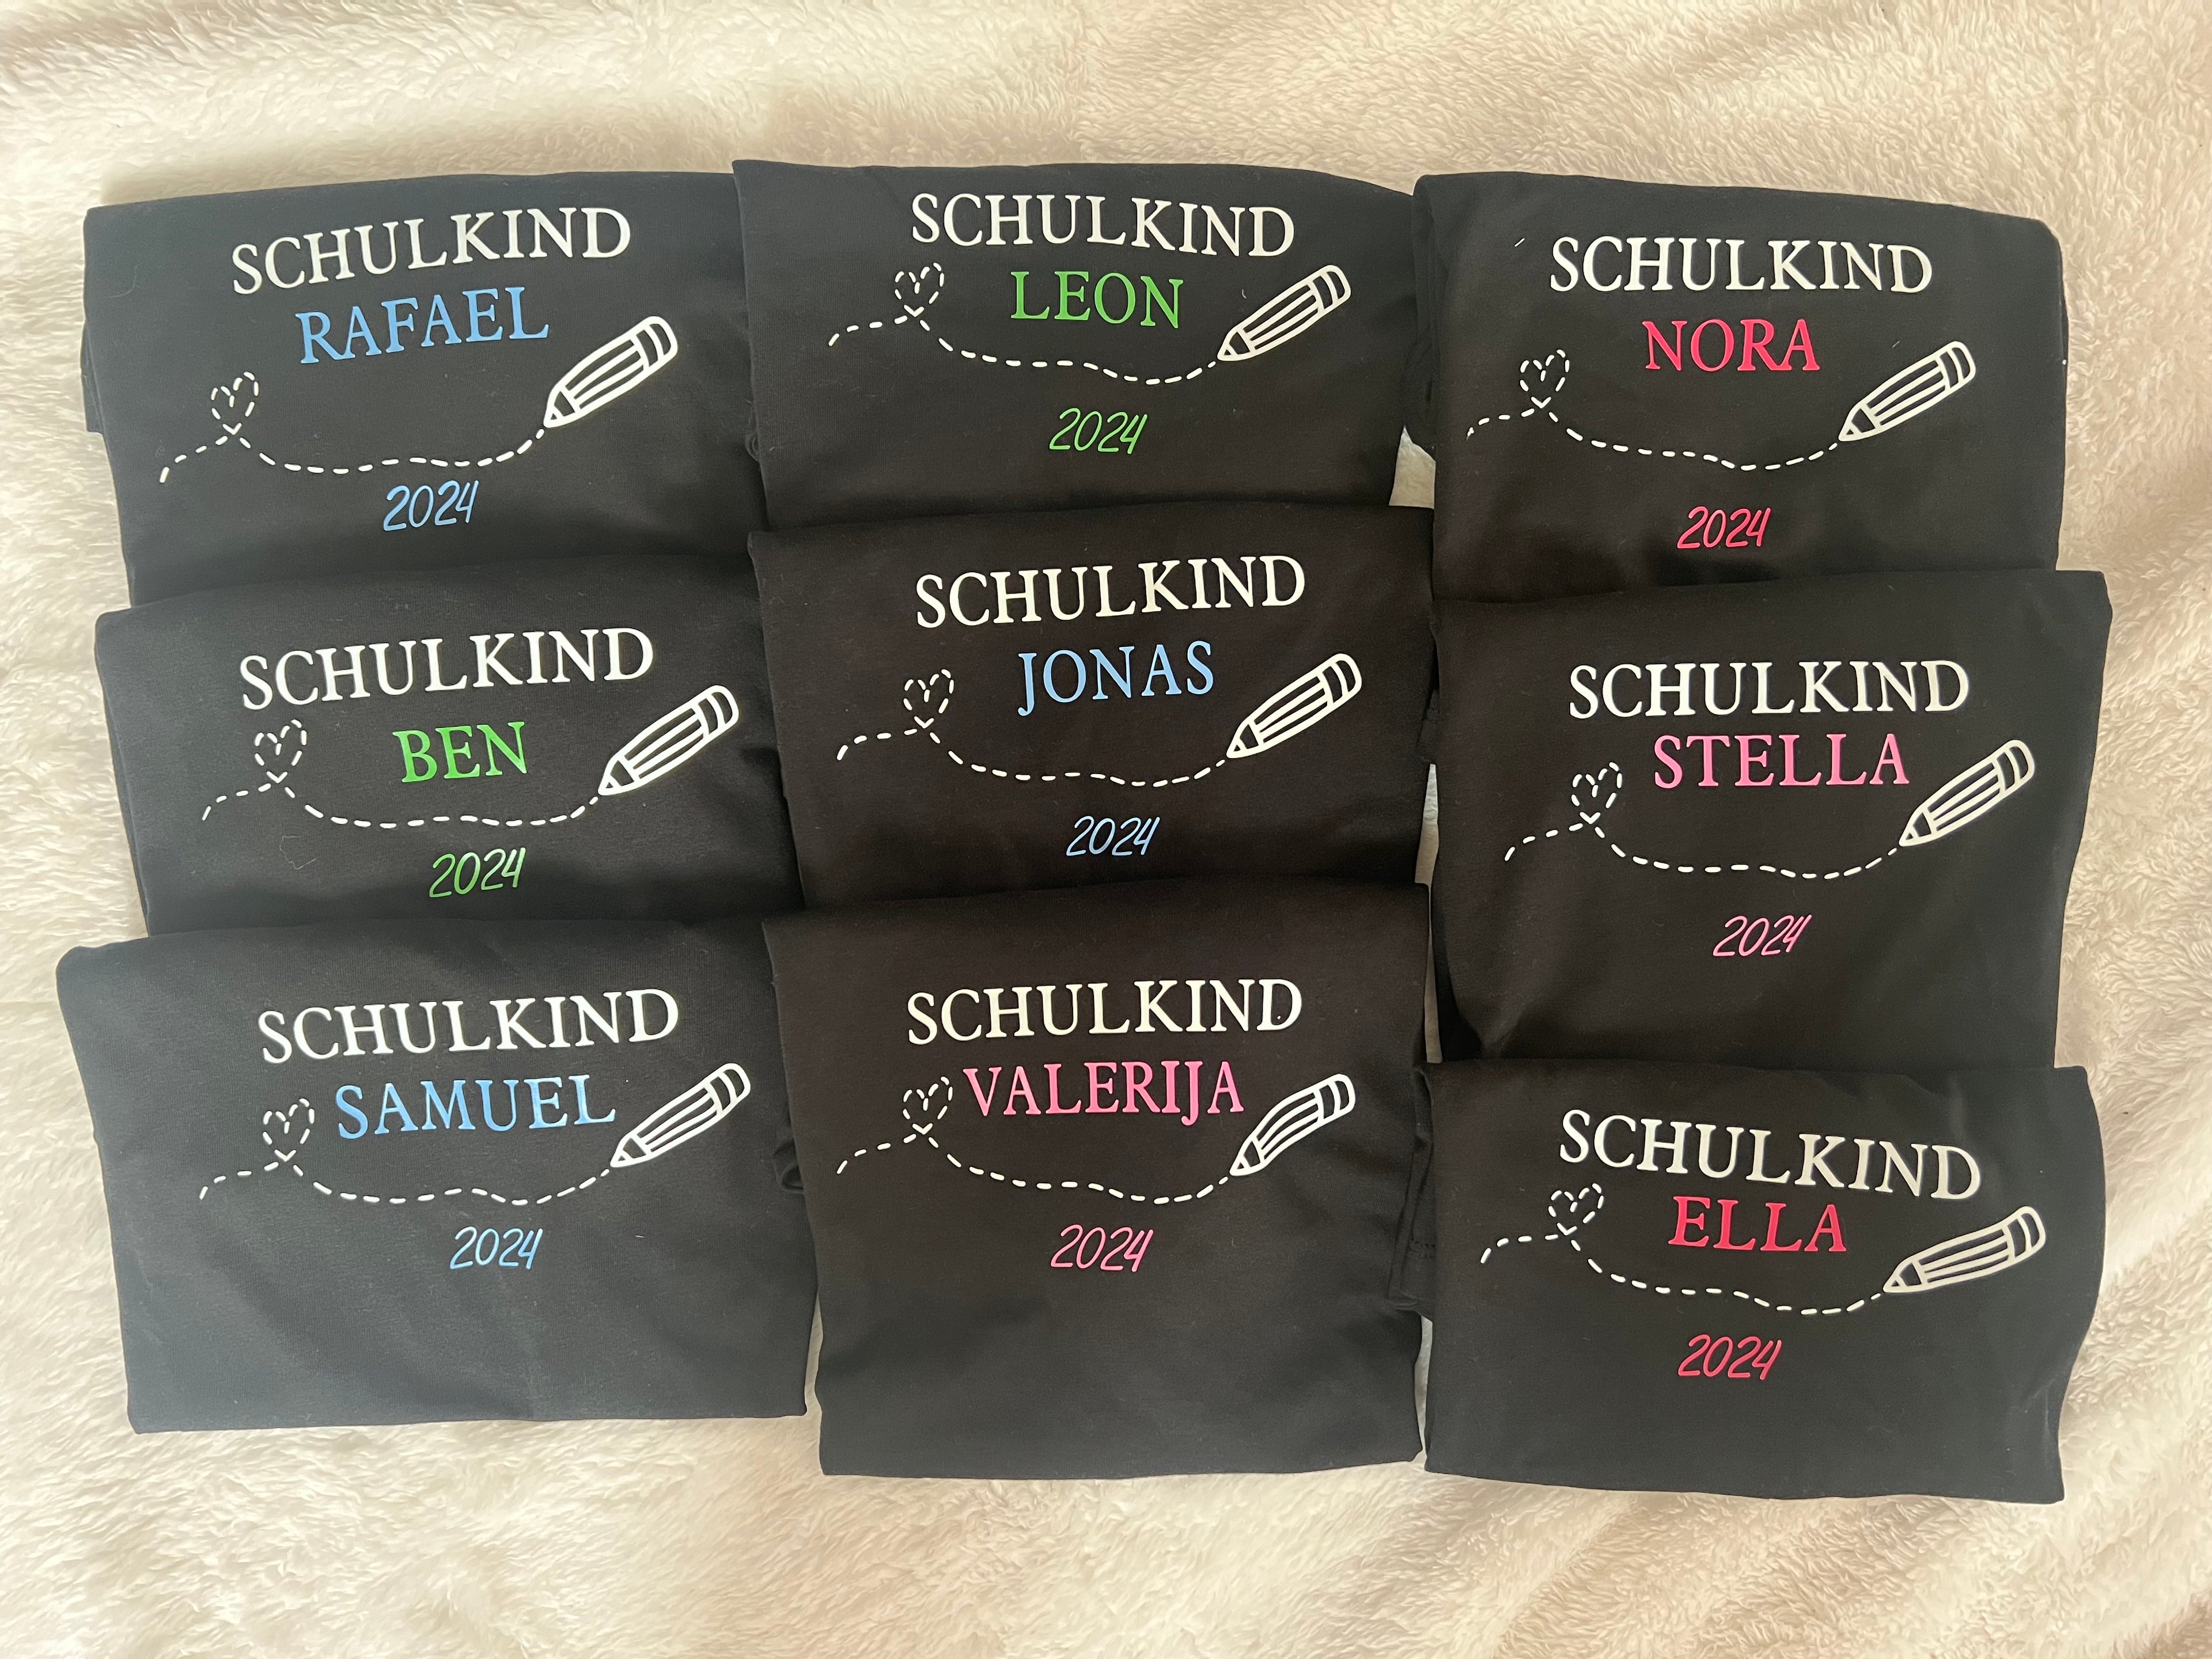 SCHULKIND
RAFAEL
2024
SCHULKIND
LEON
2024
SCHULKIND
NORA
2024
SCHULKIND
BEN
2024
SCHULKIND
JONAS
2024
SCHULKIND
STELLA
2024
SCHULKIND
SAMUEL
2024
SCHULKIND
VALERIJA
2024
SCHULKIND
ELLA
2024